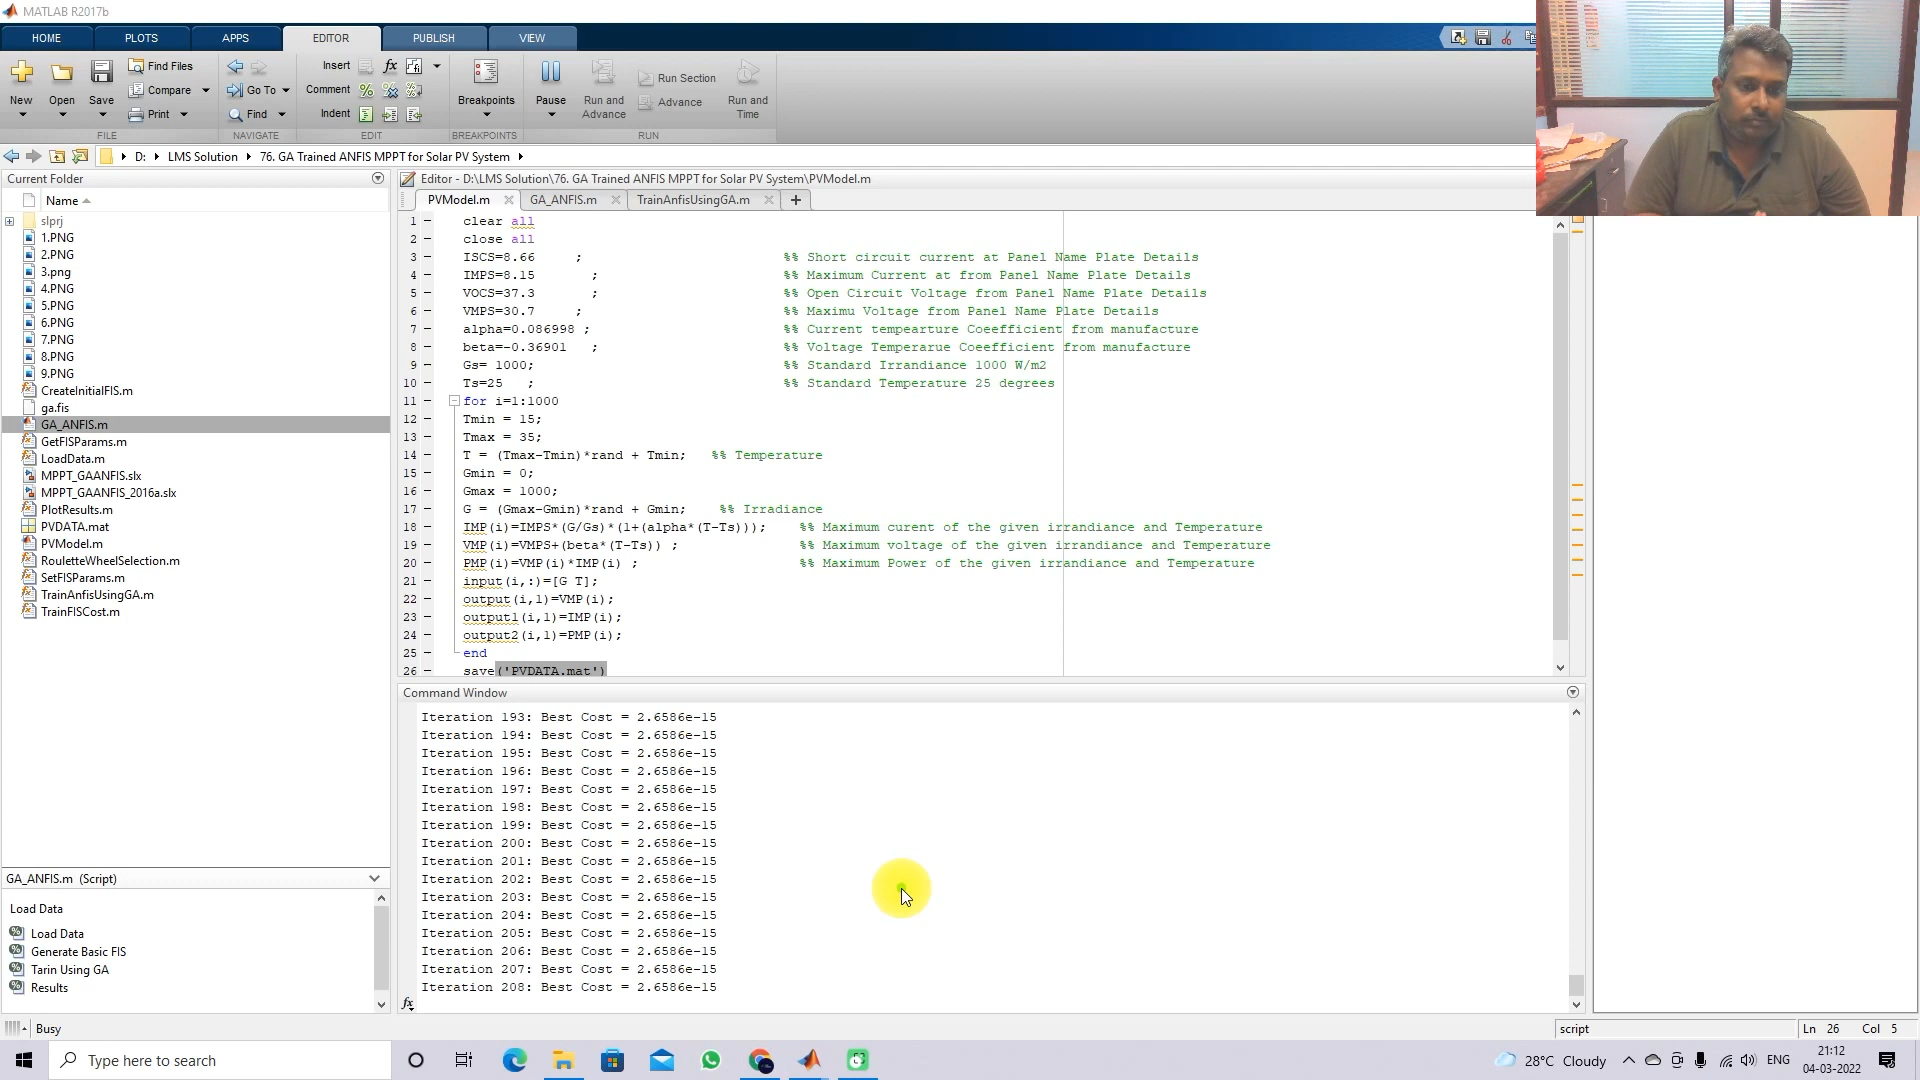 MATLAB R2017b
HOME PLOTS APPS EDITOR PUBLISH VIEW
New Open Save Find Files Compare Print
Go To Find
Insert fx
Comment
Indent
Breakpoints Pause Run and Advance Run Section Advance Run and Time
FILE NAVIGATE EDIT BREAKPOINTS RUN
D: LMS Solution 76. GA Trained ANFIS MPPT for Solar PV System
Current Folder
Name
slprj
1.PNG
2.PNG
3.png
4.PNG
5.PNG
6.PNG
7.PNG
8.PNG
9.PNG
CreateInitialFIS.m
ga.fis
GA_ANFIS.m
GetFISParams.m
LoadData.m
MPPT_GAANFIS.slx
MPPT_GAANFIS_2016a.slx
PlotResults.m
PVDATA.mat
PVModel.m
RouletteWheelSelection.m
SetFISParams.m
TrainAnfisUsingGA.m
TrainFISCost.m
GA_ANFIS.m (Script)
Load Data
Load Data
Generate Basic FIS
Tarin Using GA
Results
Editor - D:\LMS Solution\76. GA Trained ANFIS MPPT for Solar PV System\PVModel.m
PVModel.m GA_ANFIS.m TrainAnfisUsingGA.m
1 clear all
2 close all
3 ISCS=8.66 ; %% Short circuit current at Panel Name Plate Details
4 IMPS=8.15 ; %% Maximum Current at from Panel Name Plate Details
5 VOCS=37.3 ; %% Open Circuit Voltage from Panel Name Plate Details
6 VMPS=30.7 ; %% Maximu Voltage from Panel Name Plate Details
7 alpha=0.086998 ; %% Current tempearture Coeefficient from manufacture
8 beta=-0.36901 ; %% Voltage Temperarue Coeefficient from manufacture
9 Gs= 1000; %% Standard Irrandiance 1000 W/m2
10 Ts=25 ; %% Standard Temperature 25 degrees
11 for i=1:1000
12 Tmin = 15;
13 Tmax = 35;
14 T = (Tmax-Tmin)*rand + Tmin; %% Temperature
15 Gmin = 0;
16 Gmax = 1000;
17 G = (Gmax-Gmin)*rand + Gmin; %% Irradiance
18 IMP(i)=IMPS*(G/Gs)*(1+(alpha*(T-Ts))); %% Maximum curent of the given irrandiance and Temperature
19 VMP(i)=VMPS+(beta*(T-Ts)) ; %% Maximum voltage of the given irrandiance and Temperature
20 PMP(i)=VMP(i)*IMP(i) ; %% Maximum Power of the given irrandiance and Temperature
21 input(i,:)=[G T];
22 output(i,1)=VMP(i);
23 output1(i,1)=IMP(i);
24 output2(i,1)=PMP(i);
25 end
26 save('PVDATA.mat')
Command Window
Iteration 193: Best Cost = 2.6586e-15
Iteration 194: Best Cost = 2.6586e-15
Iteration 195: Best Cost = 2.6586e-15
Iteration 196: Best Cost = 2.6586e-15
Iteration 197: Best Cost = 2.6586e-15
Iteration 198: Best Cost = 2.6586e-15
Iteration 199: Best Cost = 2.6586e-15
Iteration 200: Best Cost = 2.6586e-15
Iteration 201: Best Cost = 2.6586e-15
Iteration 202: Best Cost = 2.6586e-15
Iteration 203: Best Cost = 2.6586e-15
Iteration 204: Best Cost = 2.6586e-15
Iteration 205: Best Cost = 2.6586e-15
Iteration 206: Best Cost = 2.6586e-15
Iteration 207: Best Cost = 2.6586e-15
Iteration 208: Best Cost = 2.6586e-15
fx
Busy script Ln 26 Col 5
Type here to search 28°C Cloudy ENG 21:12
04-03-2022